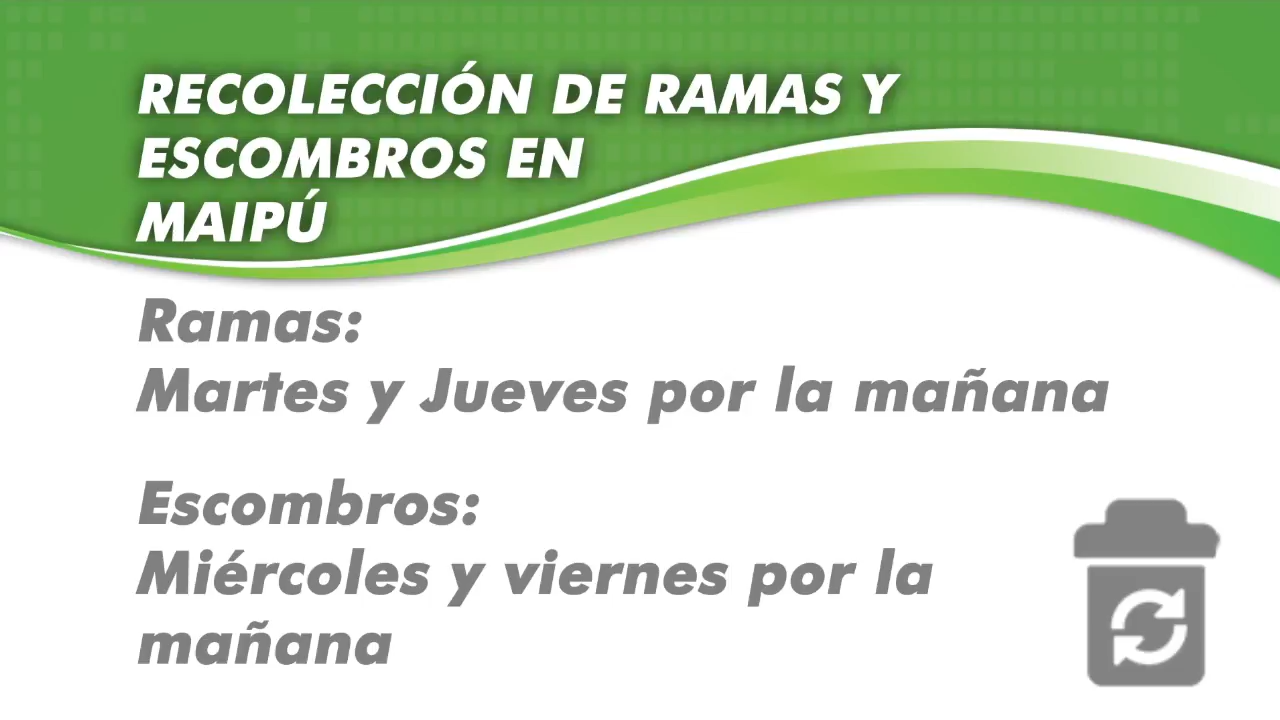 RECOLECCIÓN DE RAMAS Y
ESCOMBROS EN
MAIPÚ
Ramas:
Martes y Jueves por la mañana
Escombros:
Miércoles y viernes por la
mañana